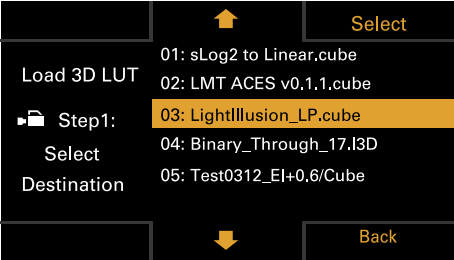 Select
Load 3D LUT
Step1:
Select
Destination
01: sLog2 to Linear.cube
02: LMT ACES v0.1.1.cube
03: LightIllusion_LP.cube
04: Binary_Through_17.l3D
05: Test0312_EI+0.6/Cube
Back